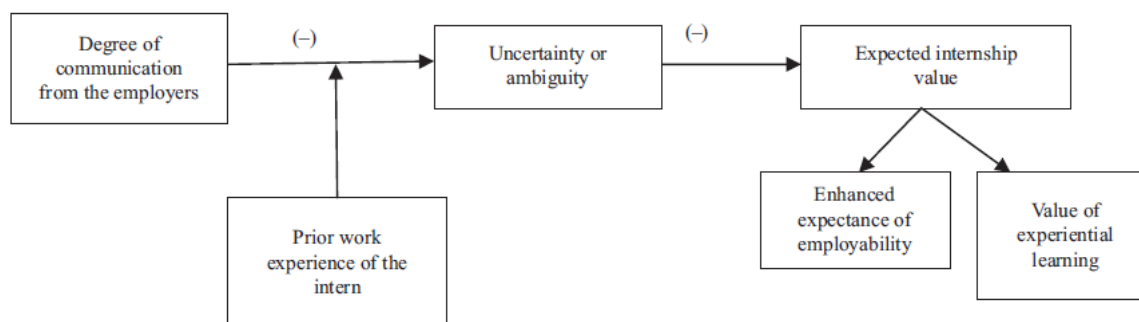 Degree of
communication
from the employers
(–)
Uncertainty or
ambiguity
(–)
Expected internship
value
Prior work
experience of the
intern
Enhanced
expectance of
employability
Value of
experiential
learning